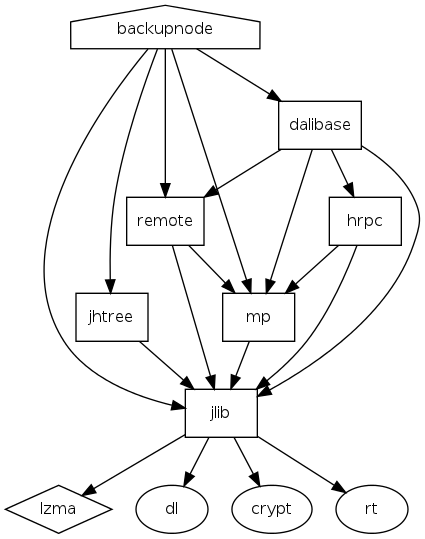 backupnode
dalibase
remote
hrpc
jhtree
mp
jlib
lzma
dl
crypt
rt